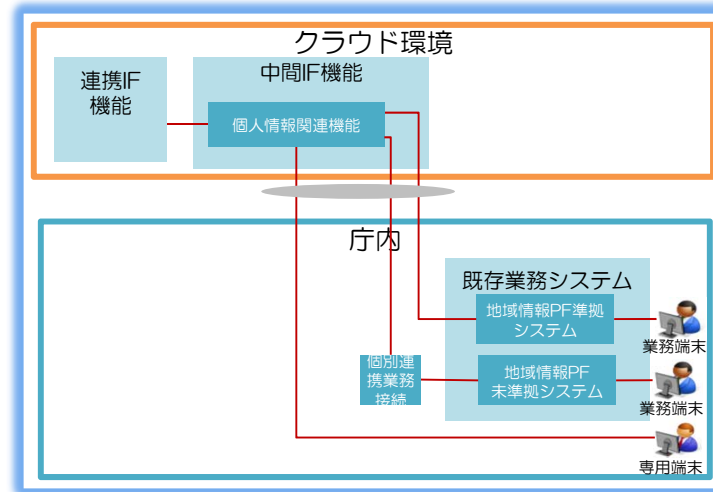 クラウド環境
連携IF
機能
中間IF機能
個人情報関連機能
庁内
既存業務システム
地域情報PF準拠
システム
業務端末
個別連
携業務
接続
地域情報PF
未準拠システム
業務端末
専用端末